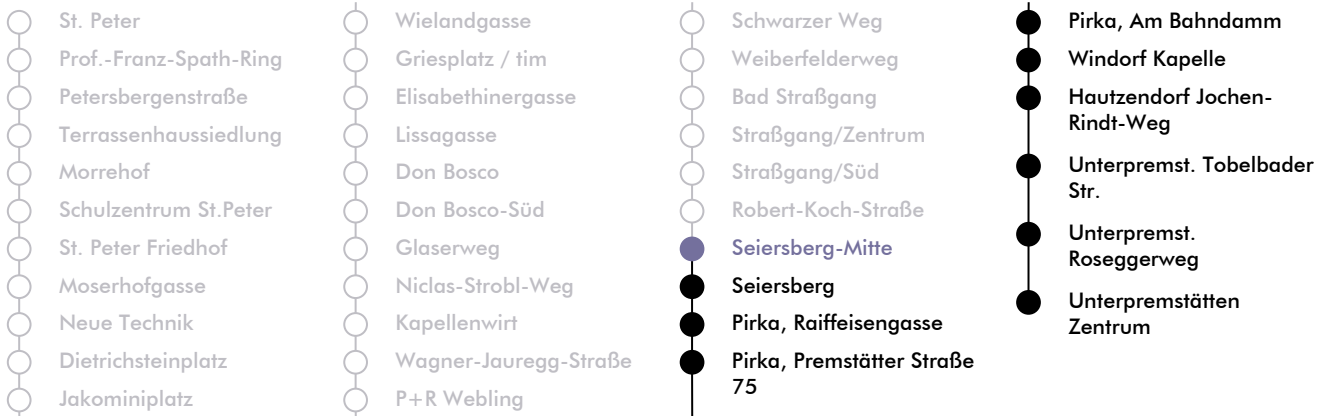 St. Peter
Prof.-Franz-Spath-Ring
Petersbergenstraße
Terrassenhaussiedlung
Morrehof
Schulzentrum St.Peter
St. Peter Friedhof
Moserhofgasse
Neue Technik
Dietrichsteinplatz
Jakominiplatz
Wielandgasse
Griesplatz / tim
Elisabethinergasse
Lissagasse
Don Bosco
Don Bosco-Süd
Glaserweg
Niclas-Strobl-Weg
Kapellenwirt
Wagner-Jauregg-Straße
P+R Webling
Schwarzer Weg
Weiberfelderweg
Bad Straßgang
Straßgang/Zentrum
Straßgang/Süd
Robert-Koch-Straße
Seiersberg-Mitte
Seiersberg
Pirka, Raiffeisengasse
Pirka, Premstätter Straße
75
Pirka, Am Bahndamm
Windorf Kapelle
Hautzendorf Jochen-
Rindt-Weg
Unterpremst. Tobelbader
Str.
Unterpremst.
Roseggerweg
Unterpremstätten
Zentrum